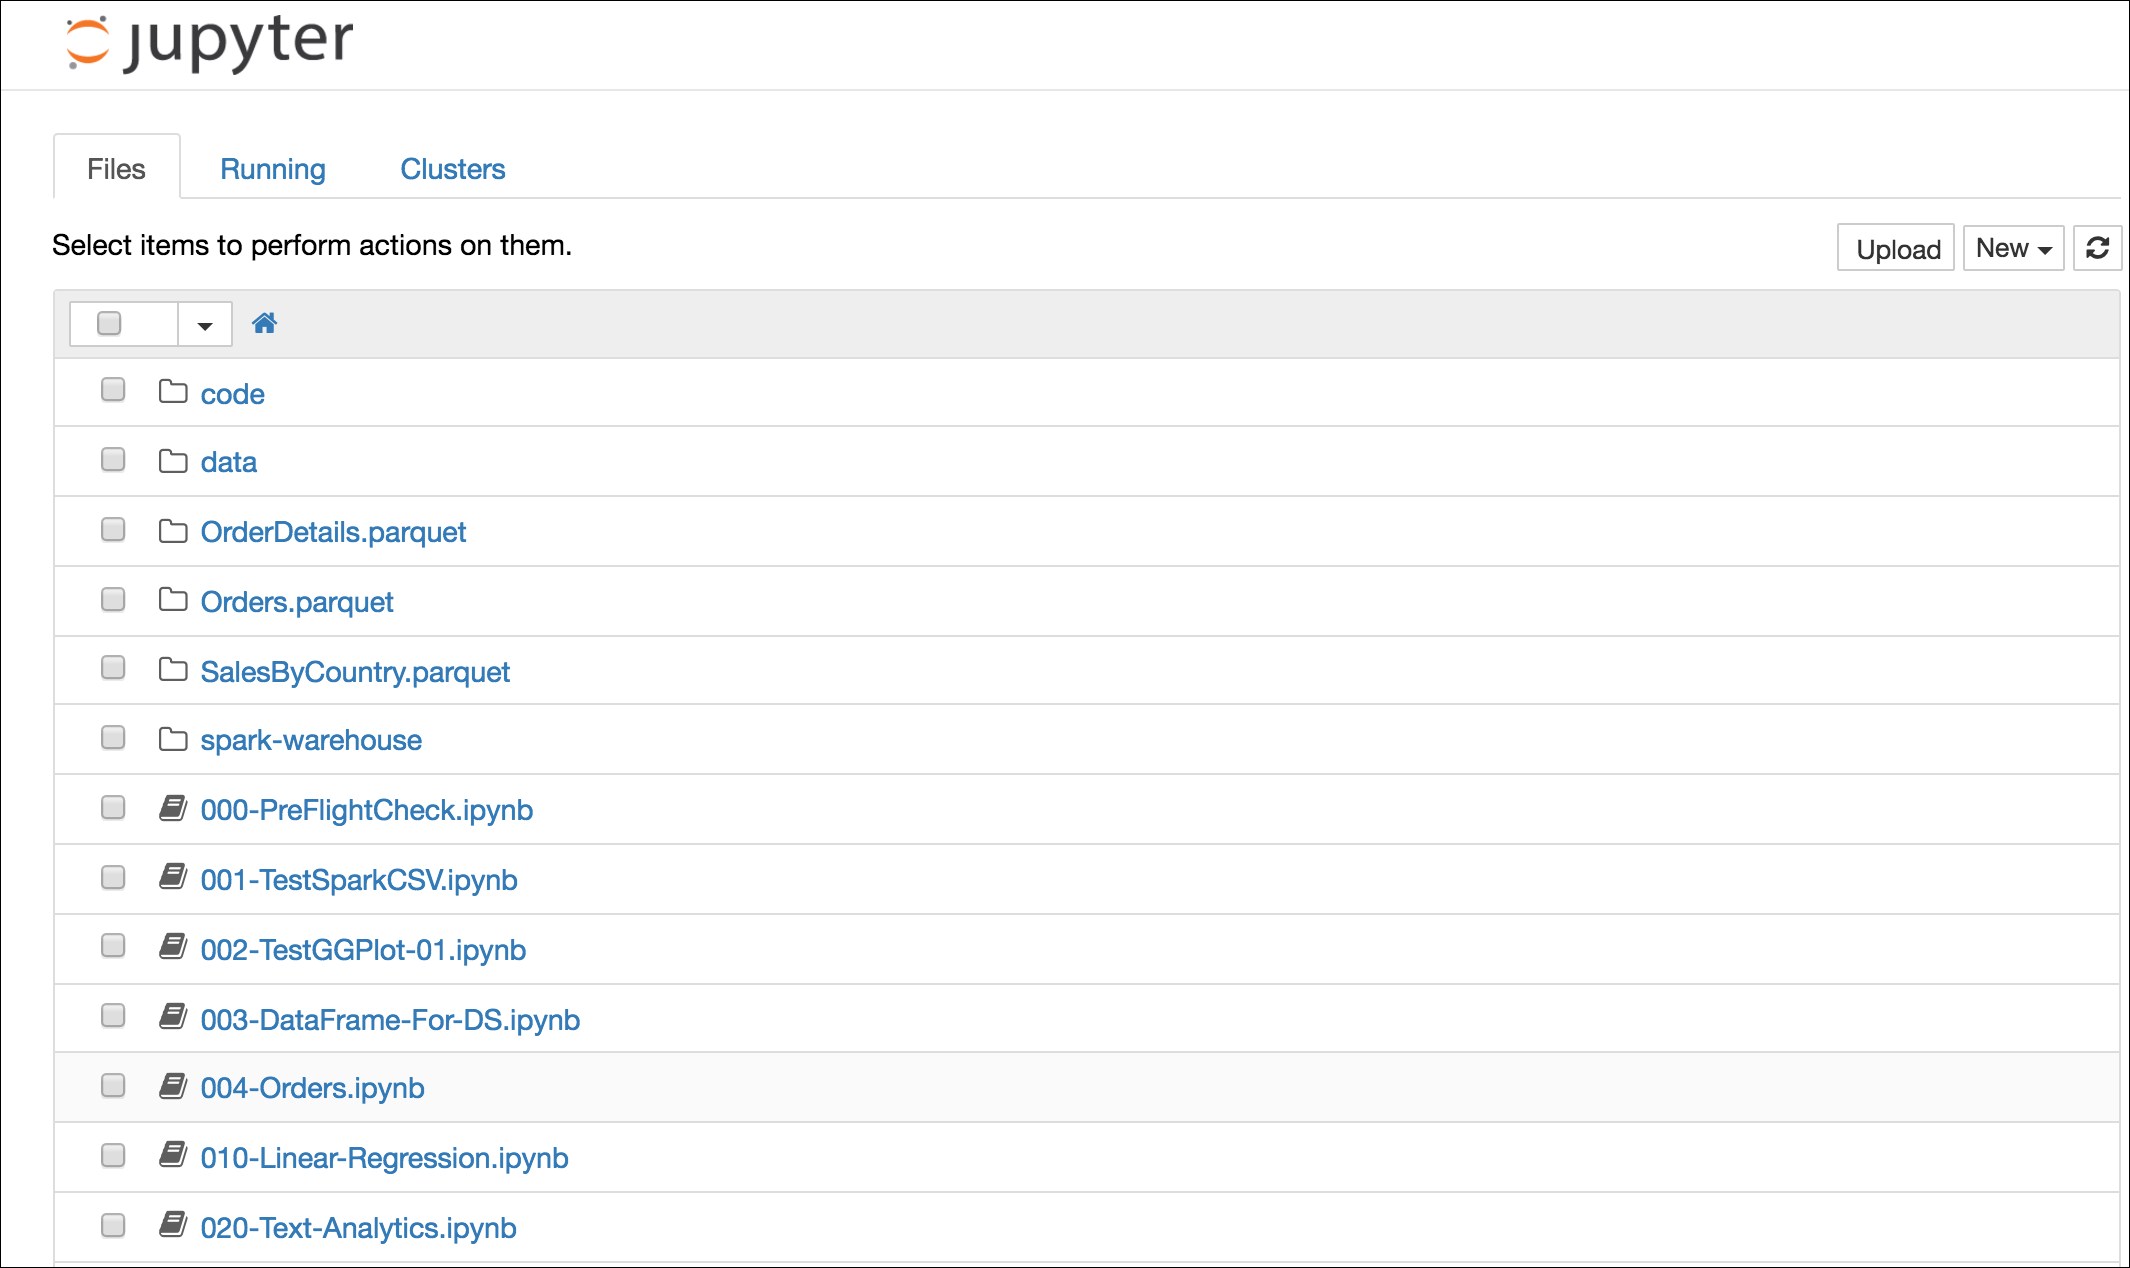 jupyter
Files Running Clusters
Select items to perform actions on them.
Upload New
code
data
OrderDetails.parquet
Orders.parquet
SalesByCountry.parquet
spark-warehouse
000-PreFlightCheck.ipynb
001-TestSparkCSV.ipynb
002-TestGGPlot-01.ipynb
003-DataFrame-For-DS.ipynb
004-Orders.ipynb
010-Linear-Regression.ipynb
020-Text-Analytics.ipynb